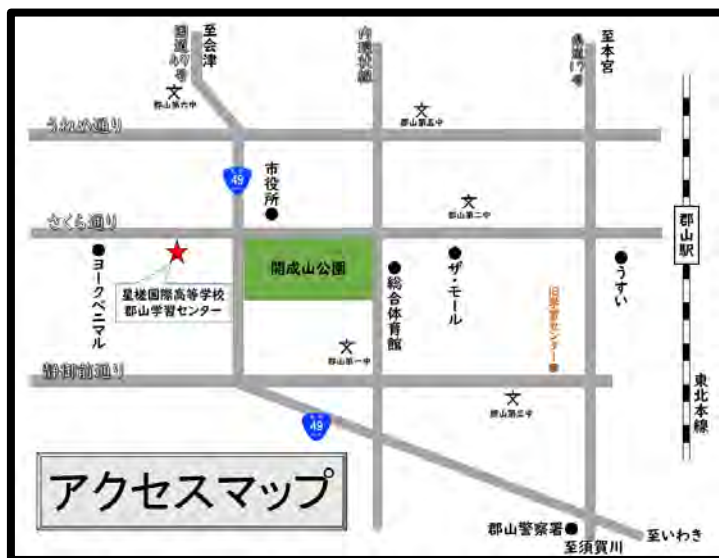 至会津
国道49号
内環状線
県道17号
至本宮
郡山第六中
郡山第五中
うねめ通り
49
市役所
郡山第二中
さくら通り
郡山駅
ヨークベニマル
開成山公園
総合体育館
ザ・モール
うすい
星槎国際高等学校
郡山学習センター
旧学習センター
郡山第一中
静御前通り
郡山第三中
東北本線
49
アクセスマップ
郡山警察署
至須賀川
至いわき